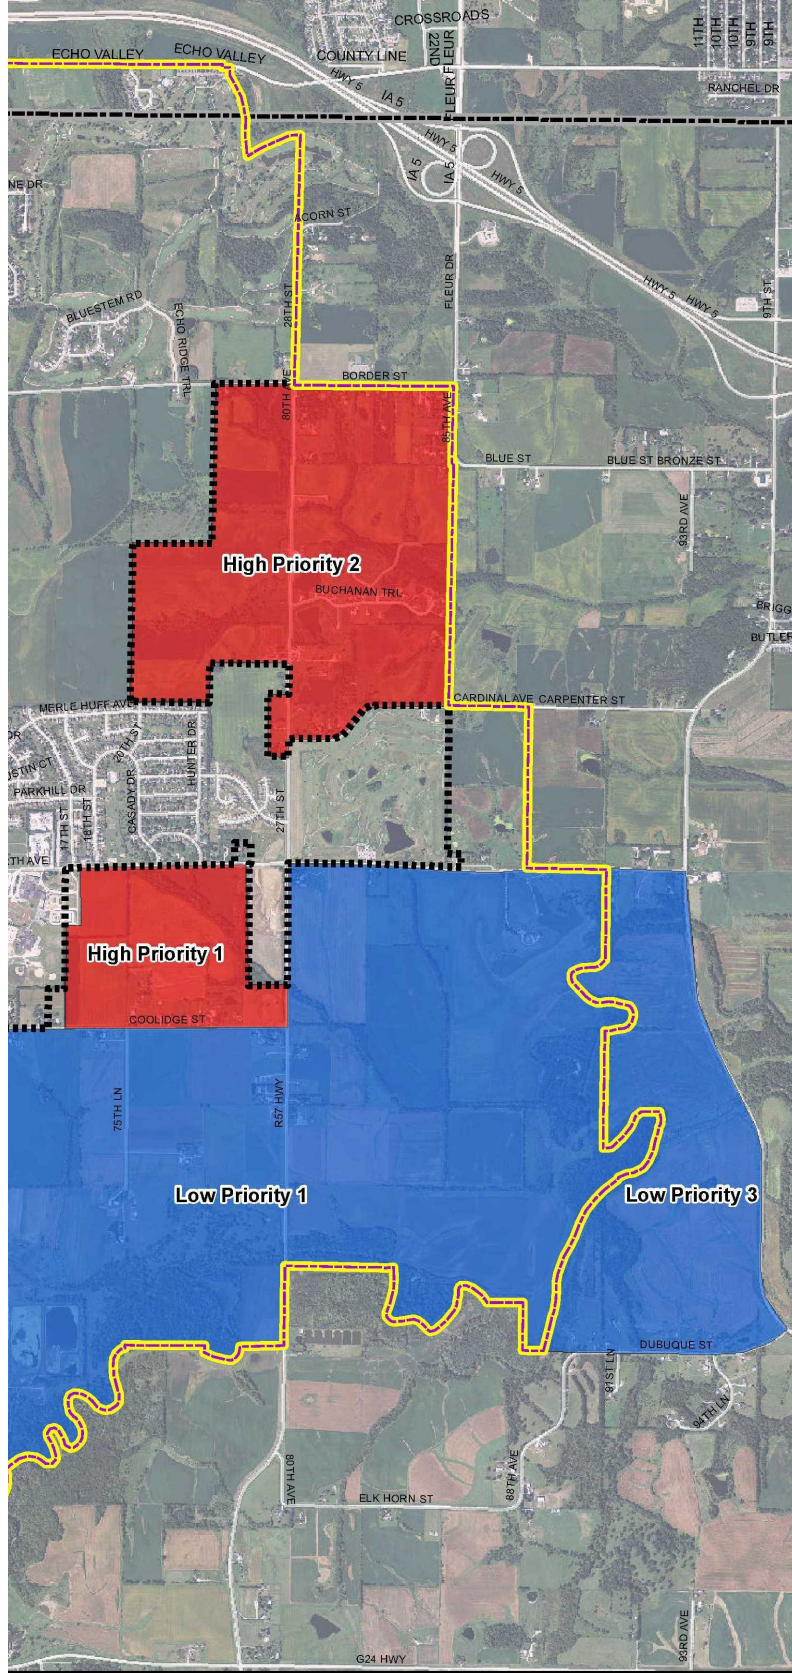 CROSSROADS
ECHO VALLEY
ECHO VALLEY
COUNTY LINE
22ND
FLEUR
FLEUR
11TH
10TH
10TH
9TH
9TH
HWY 5
IA 5
RANCHEL DR
HWY 5
IA 5
IA 5
HWY 5
NE DR
ACORN ST
FLEUR DR
HWY 5
HWY 5
9TH ST
BLUESTEM RD
28TH ST
ECHO RIDGE TRL
BORDER ST
80TH AVE
85TH AVE
BLUE ST
BLUE ST
BRONZE ST
93RD AVE
High Priority 2
BUCHANAN TRL
BRIGG
BUTLER
MERLE HUFF AVE
CARDINAL AVE
CARPENTER ST
DR
20TH ST
HUNTER DR
USTIN CT
PARKHILL DR
CASADY DR
17TH ST
18TH ST
27TH ST
TH AVE
High Priority 1
COOLIDGE ST
75TH LN
R57 HWY
Low Priority 1
Low Priority 3
DUBUQUE ST
91ST LN
94TH LN
80TH AVE
88TH AVE
ELK HORN ST
93RD AVE
G24 HWY